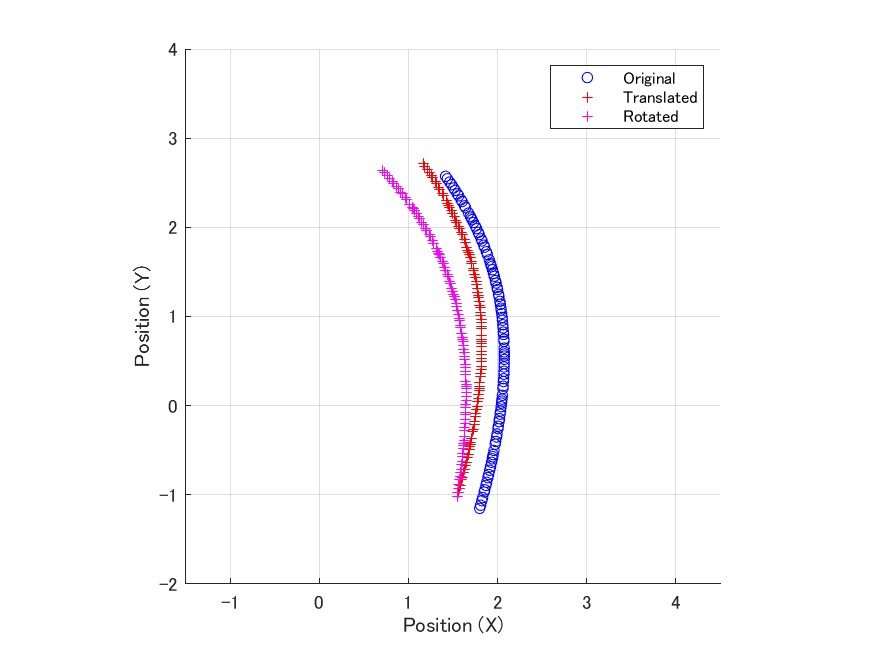 4
3
2
1
0
-1
-2
-1
0
1
2
3
4
Position (X)
Position (Y)
Original
Translated
Rotated